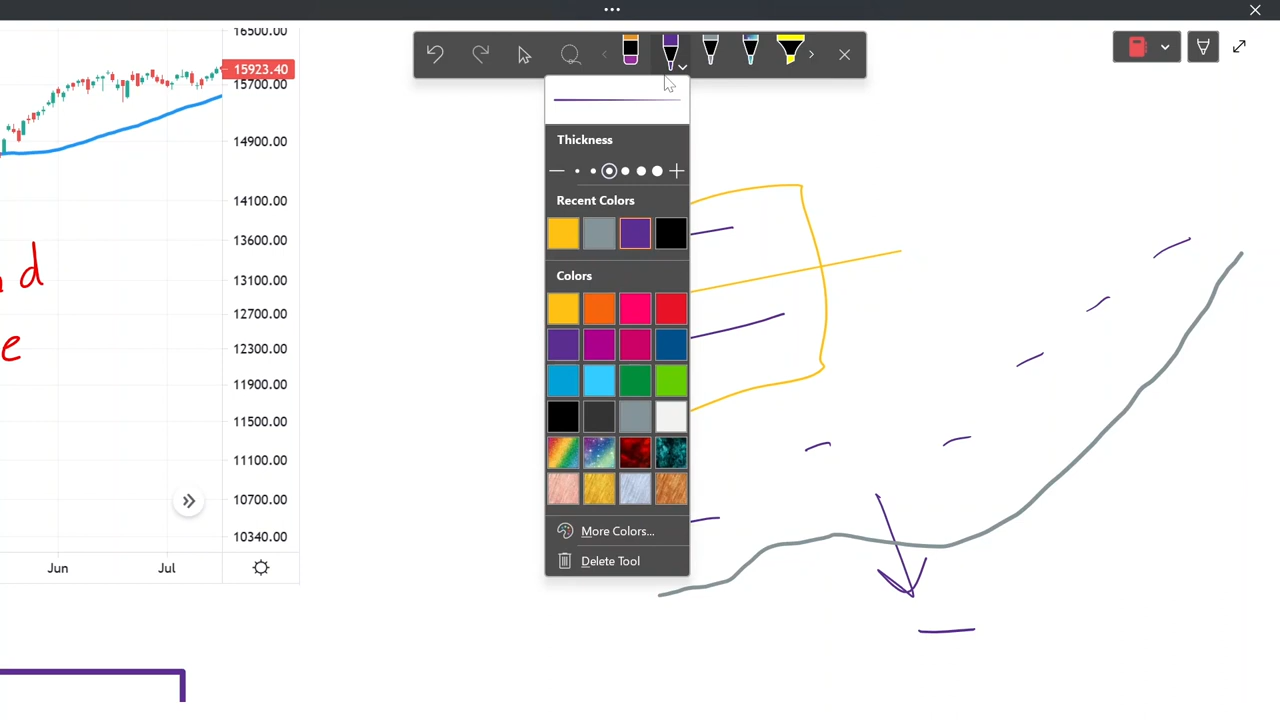 16500.00
15923.40
15700.00
14900.00
14100.00
13600.00
13100.00
12700.00
12300.00
11900.00
11500.00
11100.00
10700.00
10340.00
Jun Jul
d
e
Thickness
Recent Colors
Colors
More Colors...
Delete Tool